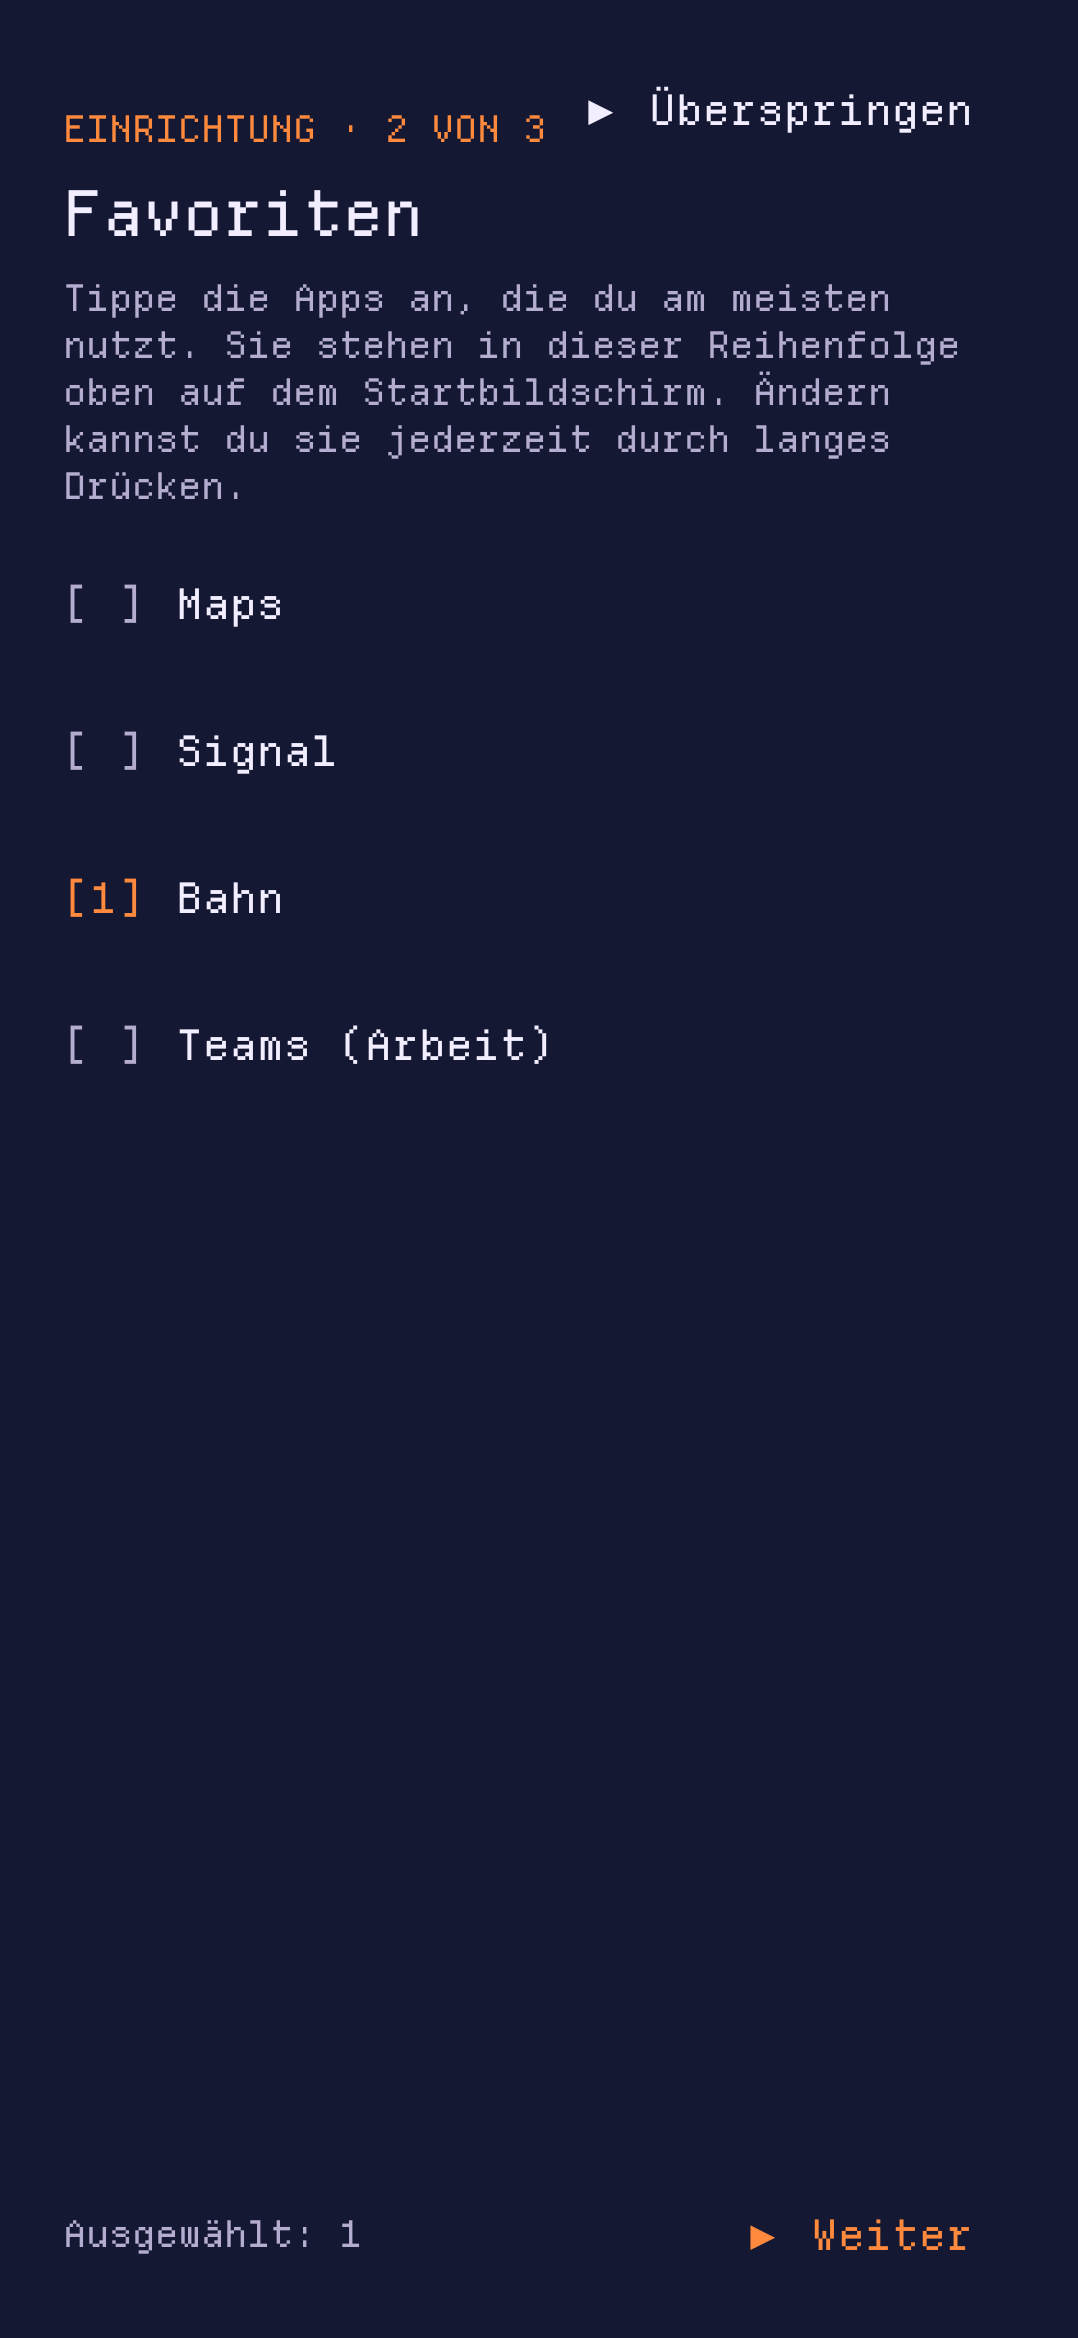 EINRICHTUNG · 2 VON 3
▶ Überspringen
Favoriten
Tippe die Apps an, die du am meisten
nutzt. Sie stehen in dieser Reihenfolge
oben auf dem Startbildschirm. Ändern
kannst du sie jederzeit durch langes
Drücken.
[ ] Maps
[ ] Signal
[1] Bahn
[ ] Teams (Arbeit)
Ausgewählt: 1
▶ Weiter